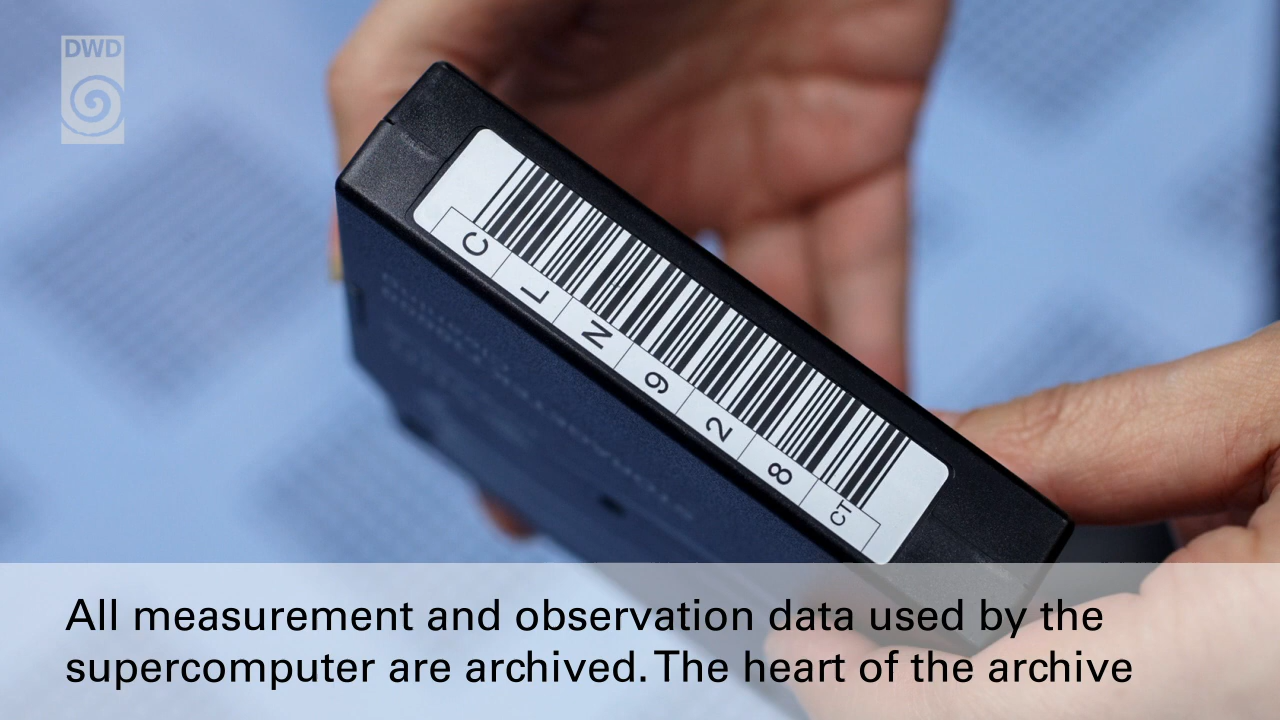 DWD
C L N 9 2 8 CT
All measurement and observation data used by the
supercomputer are archived. The heart of the archive